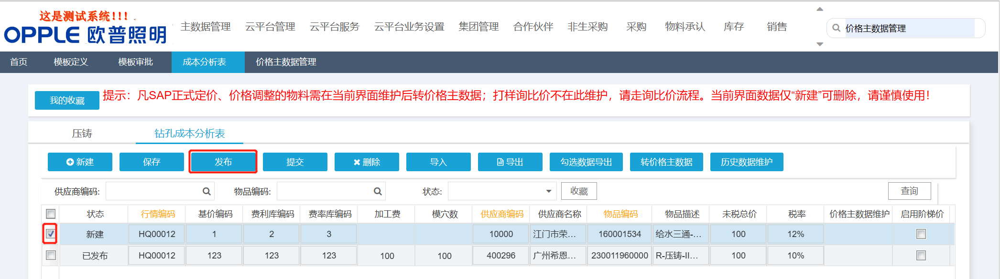 这是测试系统!!!.
OPPLE 欧普照明
主数据管理 云平台管理 云平台服务 云平台业务设置 集团管理 合作伙伴 非生采购 采购 物料承认 库存 销售
价格主数据管理
首页 模板定义 模板审批 成本分析表 价格主数据管理
我的收藏 提示：凡SAP正式定价、价格调整的物料需在当前界面维护后转价格主数据；打样询比价不在此维护，请走询比价流程。当前界面数据仅“新建”可删除，请谨慎使用！
压铸 钻孔成本分析表
新建 保存 发布 提交 删除 导入 导出 勾选数据导出 转价格主数据 历史数据维护
供应商编码: 物品编码: 状态: 收藏 查询
状态 行情编码 基价编码 费利库编码 费率库编码 加工费 模穴数 供应商编码 供应商名称 物品编码 物品描述 未税总价 税率 价格主数据维护 启用阶梯价
新建 HQ00012 1 2 3 10000 江门市荣... 160001534 给水三通-... 100 12%
已发布 HQ00012 123 123 123 100 100 400296 广州希恩... 230011960000 R-压铸-II... 100 10%